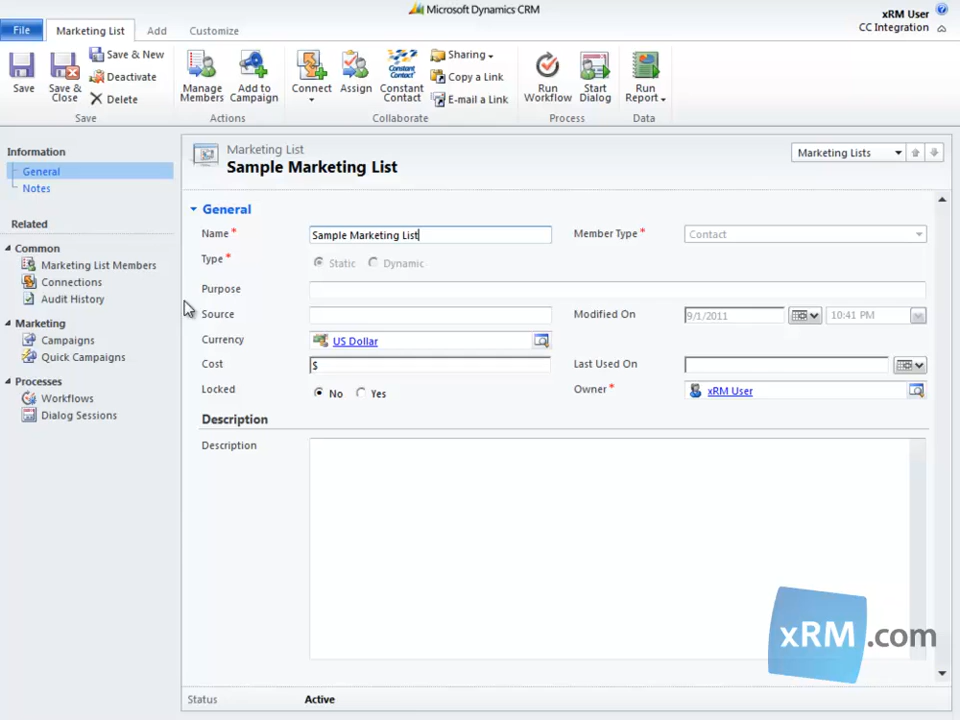 Microsoft Dynamics CRM
xRM User
CC Integration
File
Marketing List
Add
Customize
Save
Save & Close
Save & New
Deactivate
Delete
Save
Manage Members
Add to Campaign
Actions
Connect
Assign
Constant Contact
Constant Contact
Sharing
Copy a Link
E-mail a Link
Collaborate
Run Workflow
Start Dialog
Process
Run Report
Data
Information
General
Notes
Related
Common
Marketing List Members
Connections
Audit History
Marketing
Campaigns
Quick Campaigns
Processes
Workflows
Dialog Sessions
Marketing List
Sample Marketing List
Marketing Lists
General
Name * Sample Marketing List
Member Type * Contact
Type * Static Dynamic
Purpose
Source
Modified On 9/1/2011 10:41 PM
Currency US Dollar
Cost $
Last Used On
Locked No Yes
Owner * xRM User
Description
Description
xRM.com
Status Active